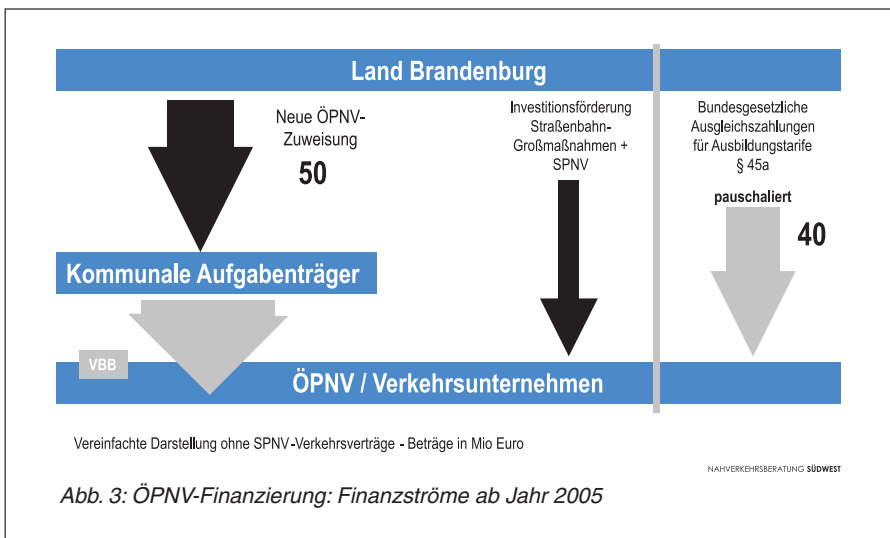 Land Brandenburg
Neue ÖPNV-
Zuweisung
50
Investitionsförderung
Straßenbahn-
Großmaßnahmen +
SPNV
Bundesgesetzliche
Ausgleichszahlungen
für Ausbildungstarife
§ 45a
pauschaliert
40
Kommunale Aufgabenträger
VBB
ÖPNV / Verkehrsunternehmen
Vereinfachte Darstellung ohne SPNV-Verkehrsverträge - Beträge in Mio Euro
NAHVERKEHRSBERATUNG SÜDWEST
Abb. 3: ÖPNV-Finanzierung: Finanzströme ab Jahr 2005